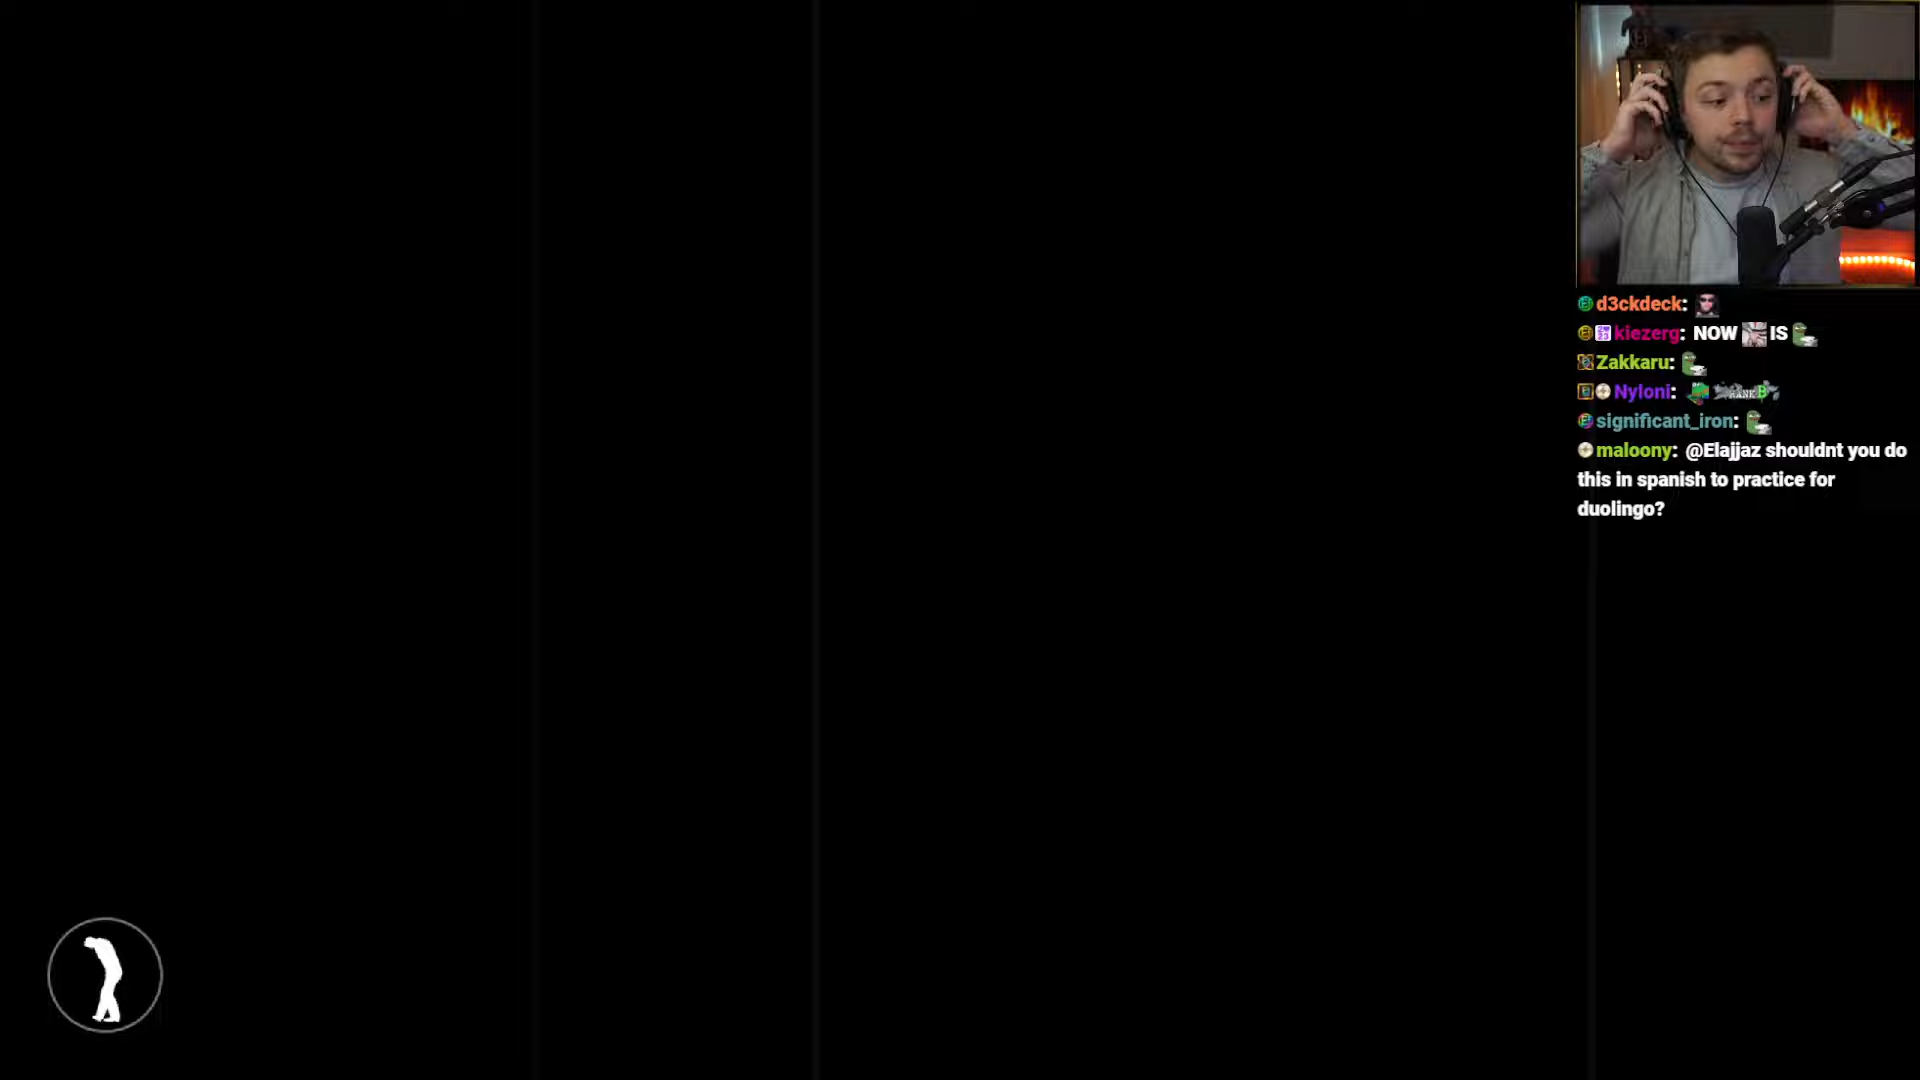 d3ckdeck:
kiezerg: NOW IS
Zakkaru:
Nyloni: RANK B
significant_iron:
maloony: @Elajjaz shouldnt you do
this in spanish to practice for
duolingo?